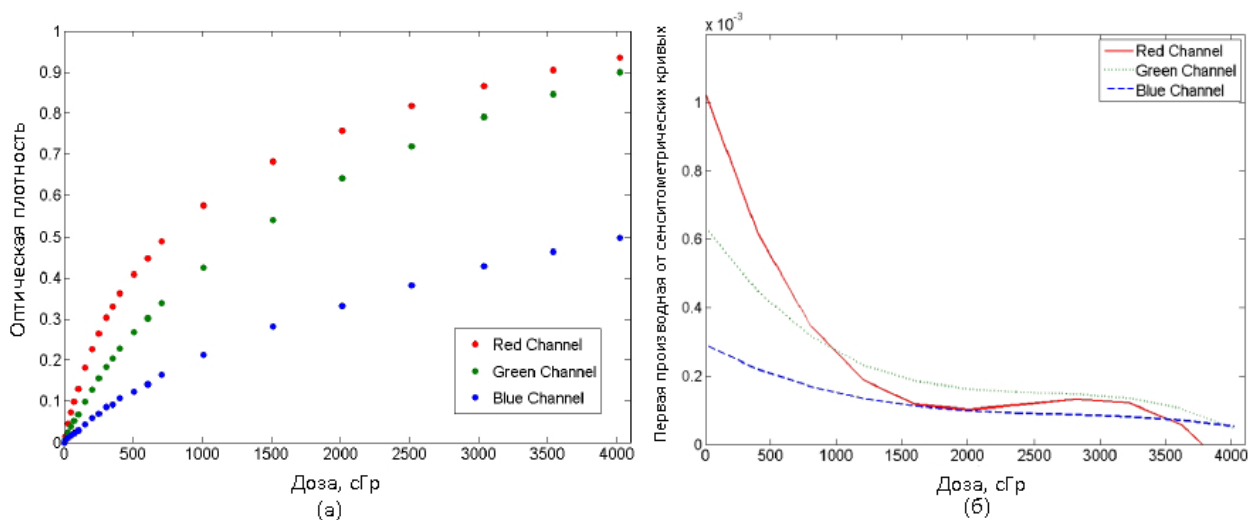 Оптическая плотность
1
0.9
0.8
0.7
0.6
0.5
0.4
0.3
0.2
0.1
0
Red Channel
Green Channel
Blue Channel
0 500 1000 1500 2000 2500 3000 3500 4000
Доза, сГр
(а)
Первая производная от сенситометрических кривых
x 10⁻³
1
0.8
0.6
0.4
0.2
0
Red Channel
Green Channel
Blue Channel
0 500 1000 1500 2000 2500 3000 3500 4000
Доза, сГр
(б)